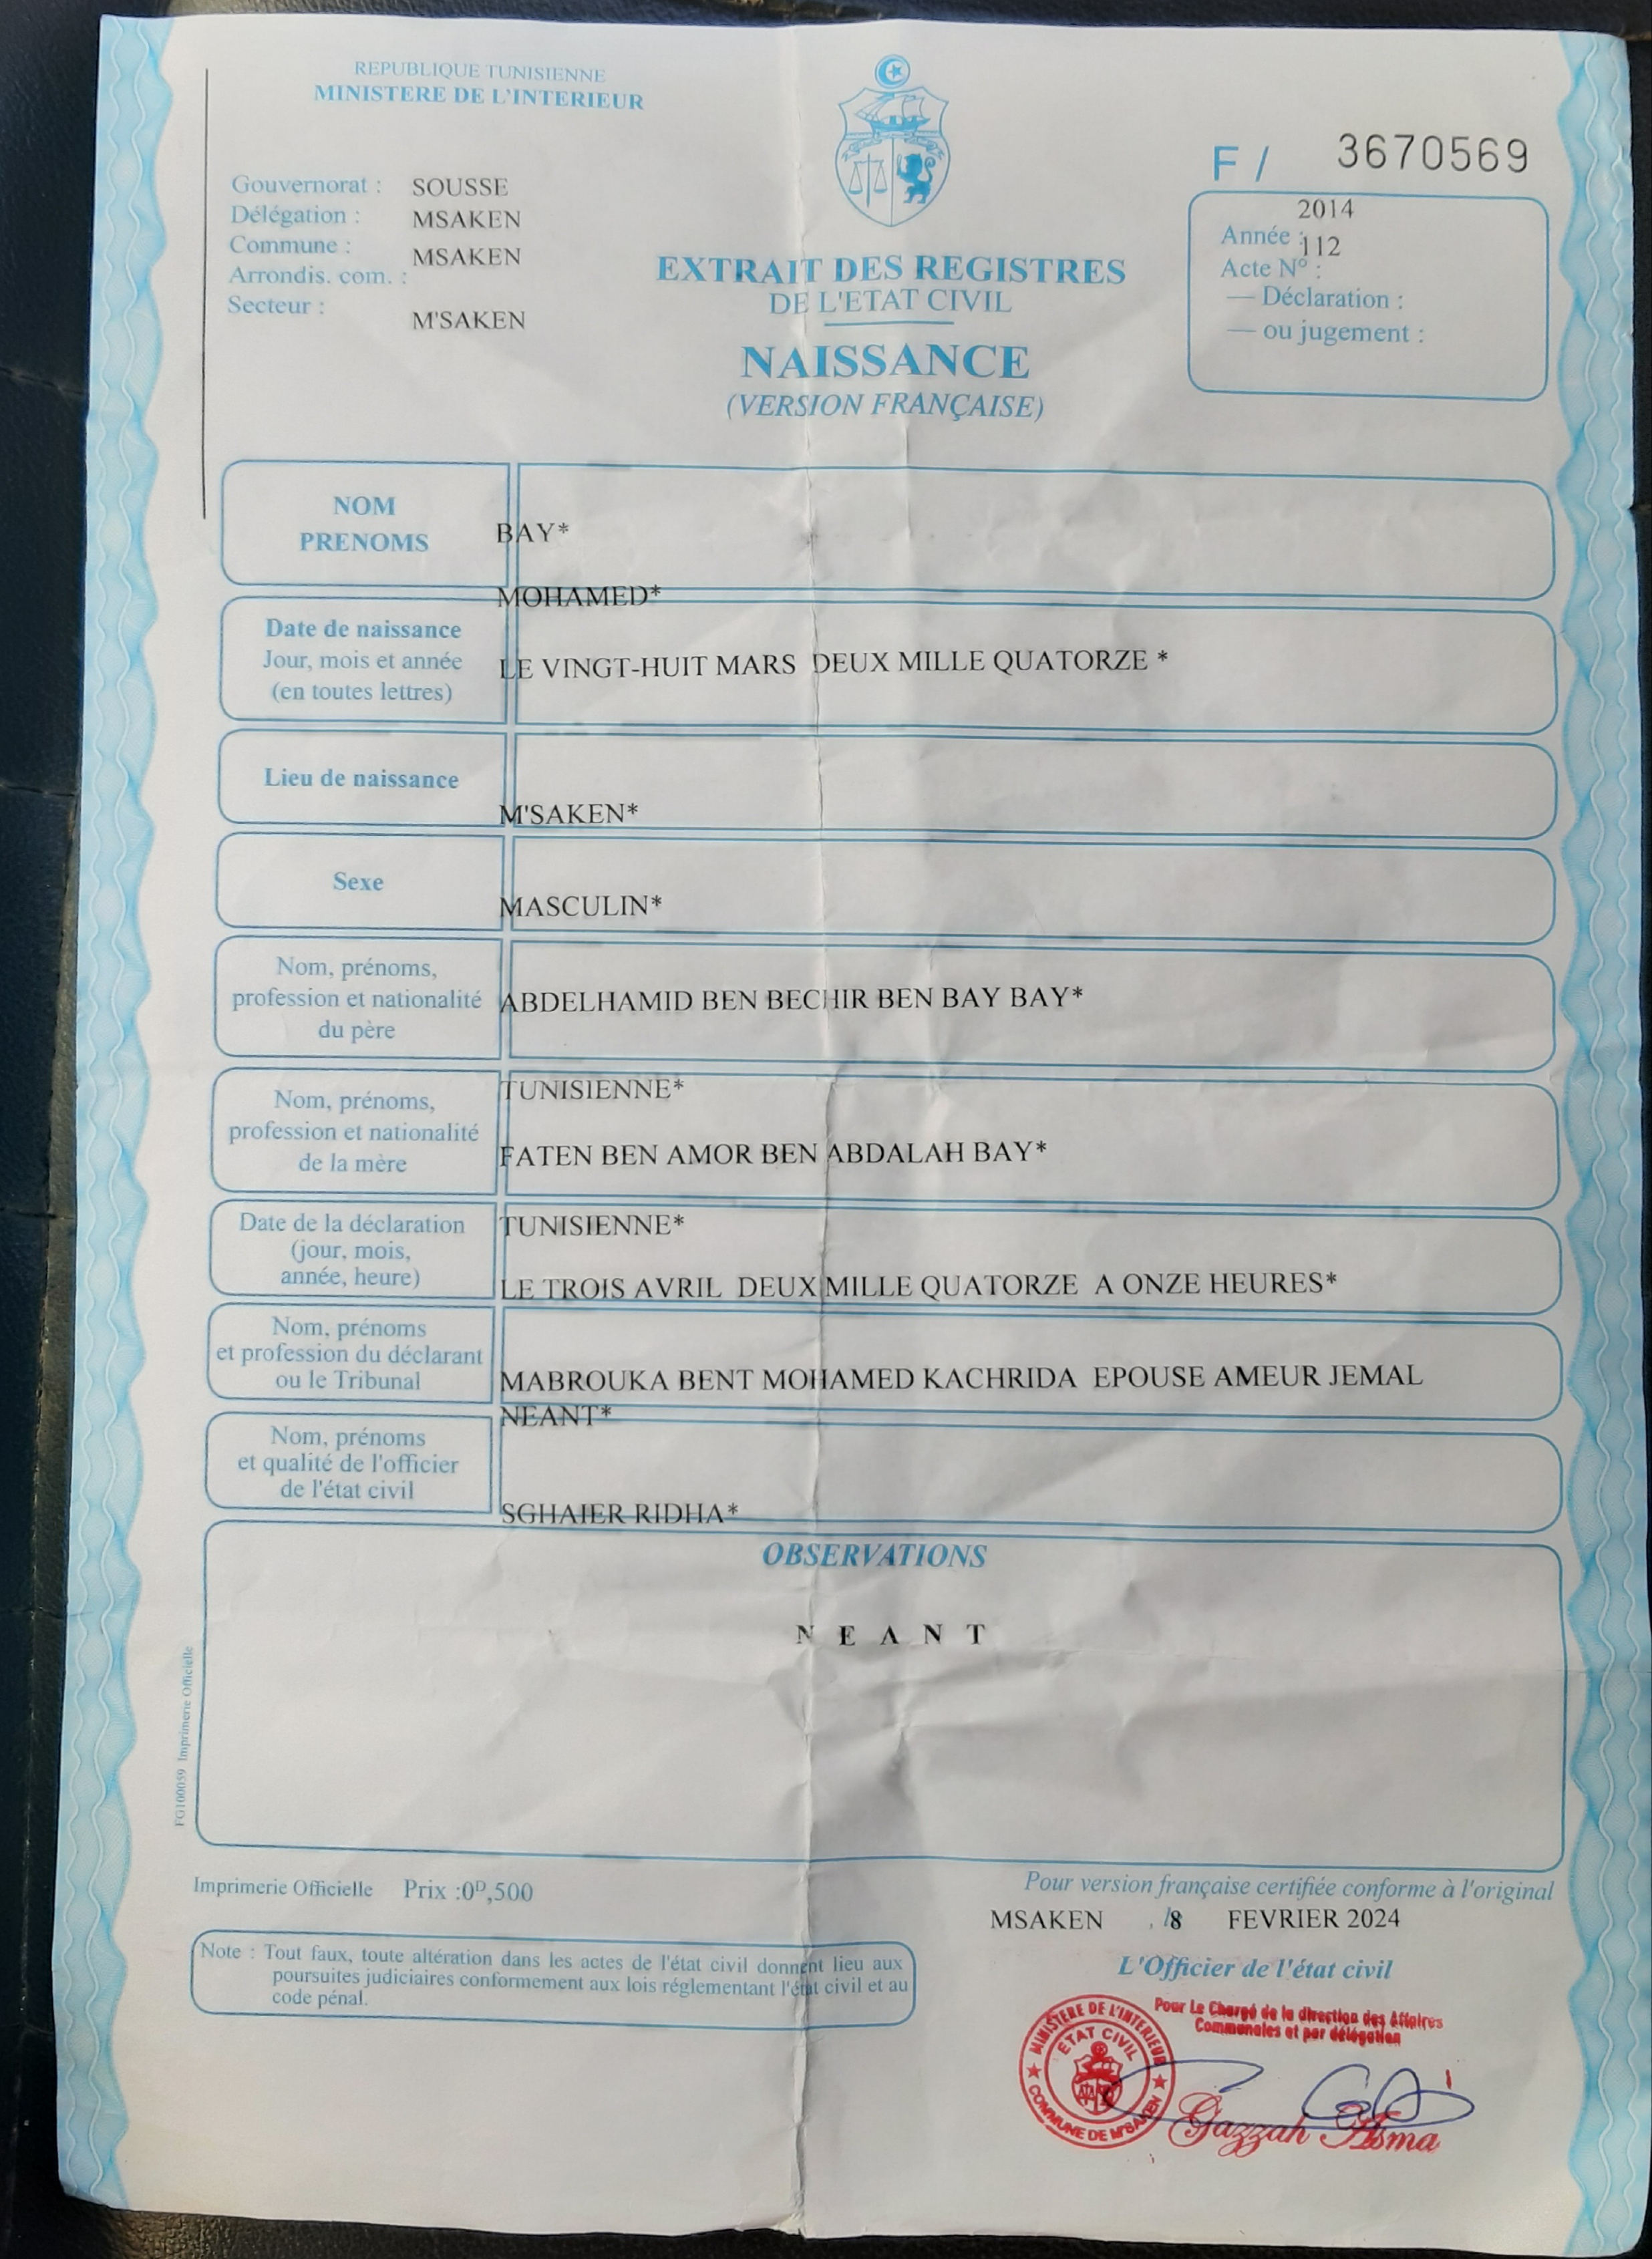 REPUBLIQUE TUNISIENNE
MINISTERE DE L'INTERIEUR
F / 3670569
Gouvernorat : SOUSSE
Délégation : MSAKEN
Commune : MSAKEN
Arrondis. com. :
Secteur : M'SAKEN
2014
Année :
112
Acte N° :
— Déclaration :
— ou jugement :
EXTRAIT DES REGISTRES
DE L'ETAT CIVIL
NAISSANCE
(VERSION FRANÇAISE)
NOM
PRENOMS
BAY*
MOHAMED*
Date de naissance
Jour, mois et année
(en toutes lettres)
LE VINGT-HUIT MARS DEUX MILLE QUATORZE *
Lieu de naissance
M'SAKEN*
Sexe
MASCULIN*
Nom, prénoms,
profession et nationalité
du père
ABDELHAMID BEN BECHIR BEN BAY BAY*
TUNISIENNE*
Nom, prénoms,
profession et nationalité
de la mère
FATEN BEN AMOR BEN ABDALAH BAY*
TUNISIENNE*
Date de la déclaration
(jour, mois,
année, heure)
LE TROIS AVRIL DEUX MILLE QUATORZE A ONZE HEURES*
Nom, prénoms
et profession du déclarant
ou le Tribunal
MABROUKA BENT MOHAMED KACHRIDA EPOUSE AMEUR JEMAL
NEANT*
Nom, prénoms
et qualité de l'officier
de l'état civil
SGHAIER RIDHA*
OBSERVATIONS
N E A N T
FG100059 Imprimerie Officielle
Imprimerie Officielle Prix :0ᴰ,500
Pour version française certifiée conforme à l'original
MSAKEN , le 8 FEVRIER 2024
Note : Tout faux, toute altération dans les actes de l'état civil donnent lieu aux
poursuites judiciaires conformement aux lois réglementant l'état civil et au
code pénal.
L'Officier de l'état civil
Pour Le Chargé de la direction des Affaires
Communales et par délégation
MINISTERE DE L'INTERIEUR
ETAT CIVIL
COMMUNE DE M'SAKEN
Gazzah Asma